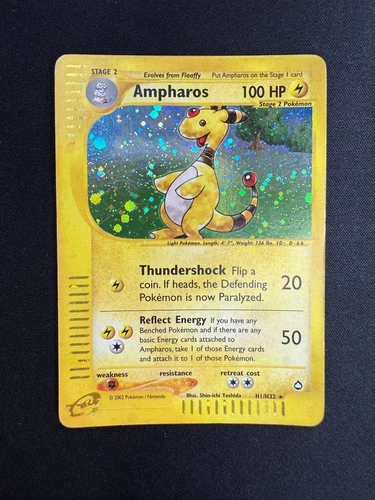 STAGE 2
Evolves from Flaaffy
Put Ampharos on the Stage 1 card
Ampharos 100 HP
Stage 2 Pokémon
Light Pokémon. Length: 4' 7", Weight: 136 lbs.
Thundershock Flip a
coin. If heads, the Defending
Pokémon is now Paralyzed.
20
Reflect Energy If you have any
Benched Pokémon and if there are any
basic Energy cards attached to
Ampharos, take 1 of those Energy cards
and attach it to 1 of those Pokémon.
50
weakness resistance retreat cost
© 2002 Pokémon / Nintendo
Illus. Shin-ichi Yoshida
H1/H32